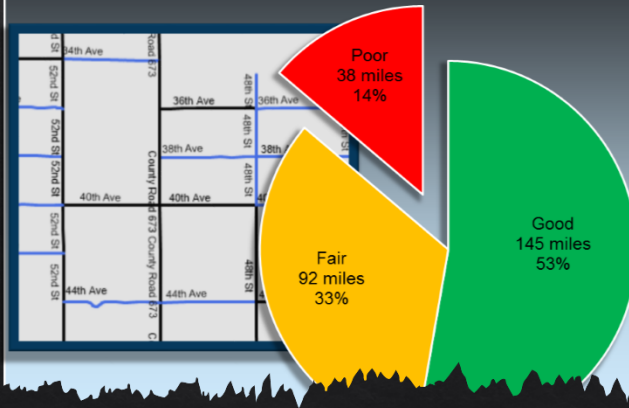 34th Ave
Road 673
52nd St
48th St
36th Ave
36th Ave
52nd St
48th St
38th Ave
38th
52nd St
48th St
52nd St
40th Ave
40th Ave
County Road 673 County Road 673
52nd St
48th St
44th Ave
44th Ave
Poor
38 miles
14%
Good
145 miles
53%
Fair
92 miles
33%